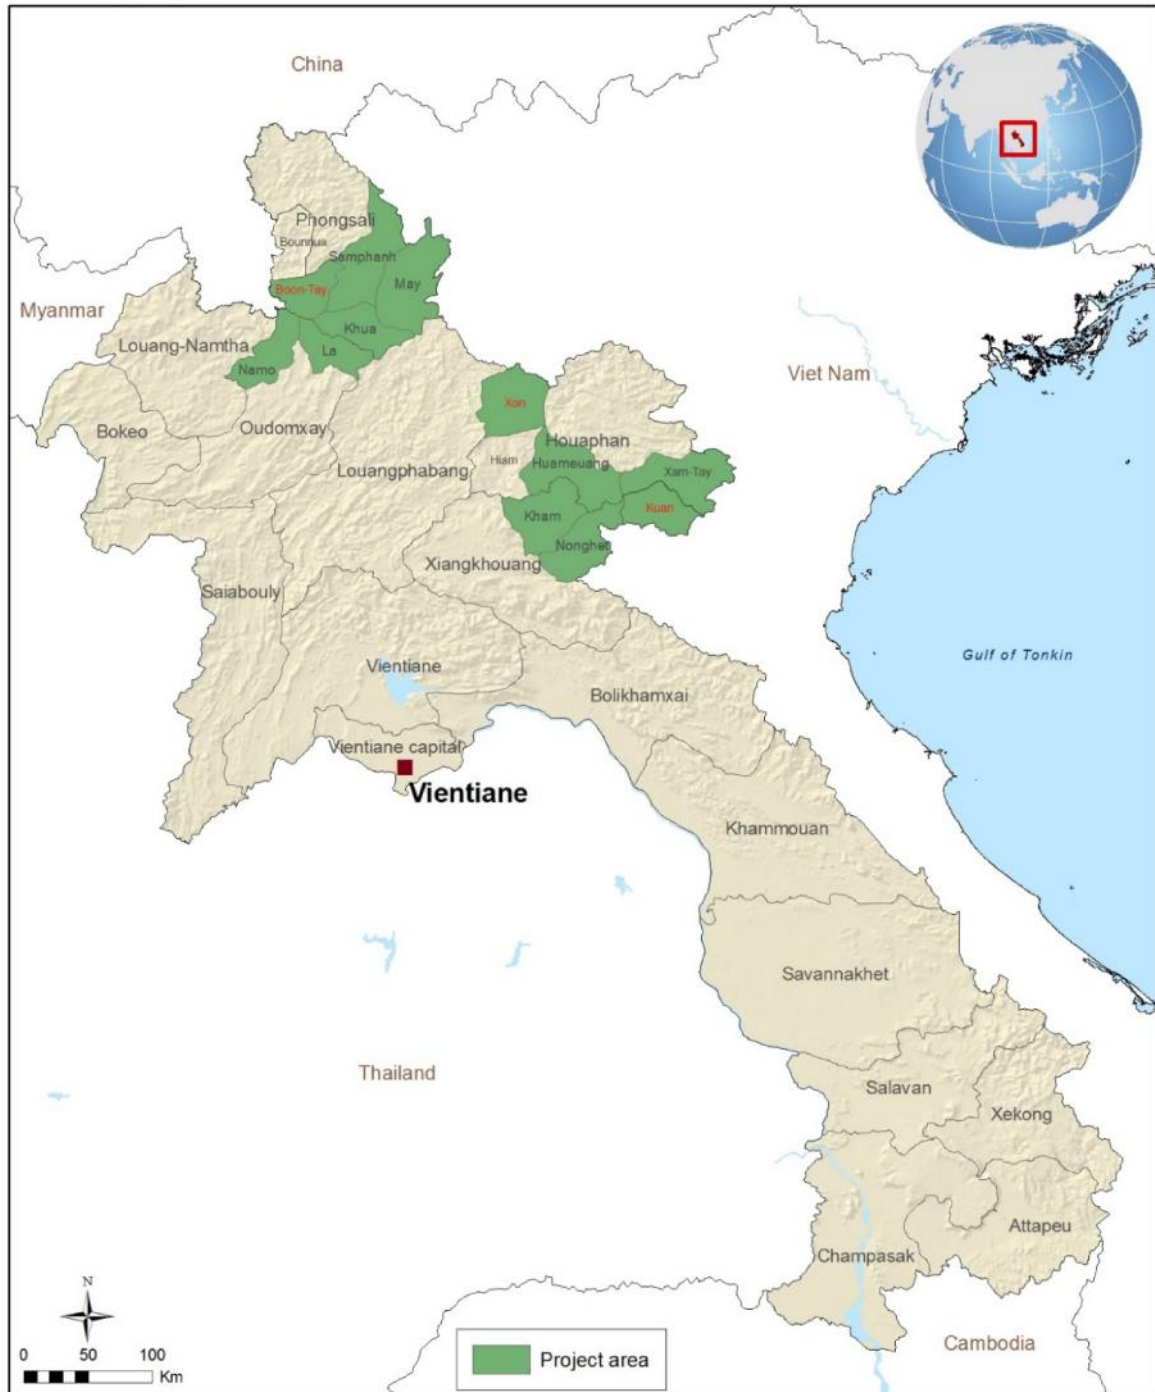 China
Phongsali
Bounnua
Samphanh
Boon-Tay
May
Myanmar
Khua
Louang-Namtha
La
Namo
Viet Nam
Xon
Bokeo
Oudomxay
Houaphan
Hiam
Huameuang
Louangphabang
Xam-Tay
Kuan
Kham
Nonghet
Xiangkhouang
Saiabouly
Gulf of Tonkin
Vientiane
Bolikhamxai
Vientiane capital
Vientiane
Khammouan
Savannakhet
Thailand
Salavan
Xekong
Attapeu
Champasak
N
Cambodia
0 50 100
Km
Project area